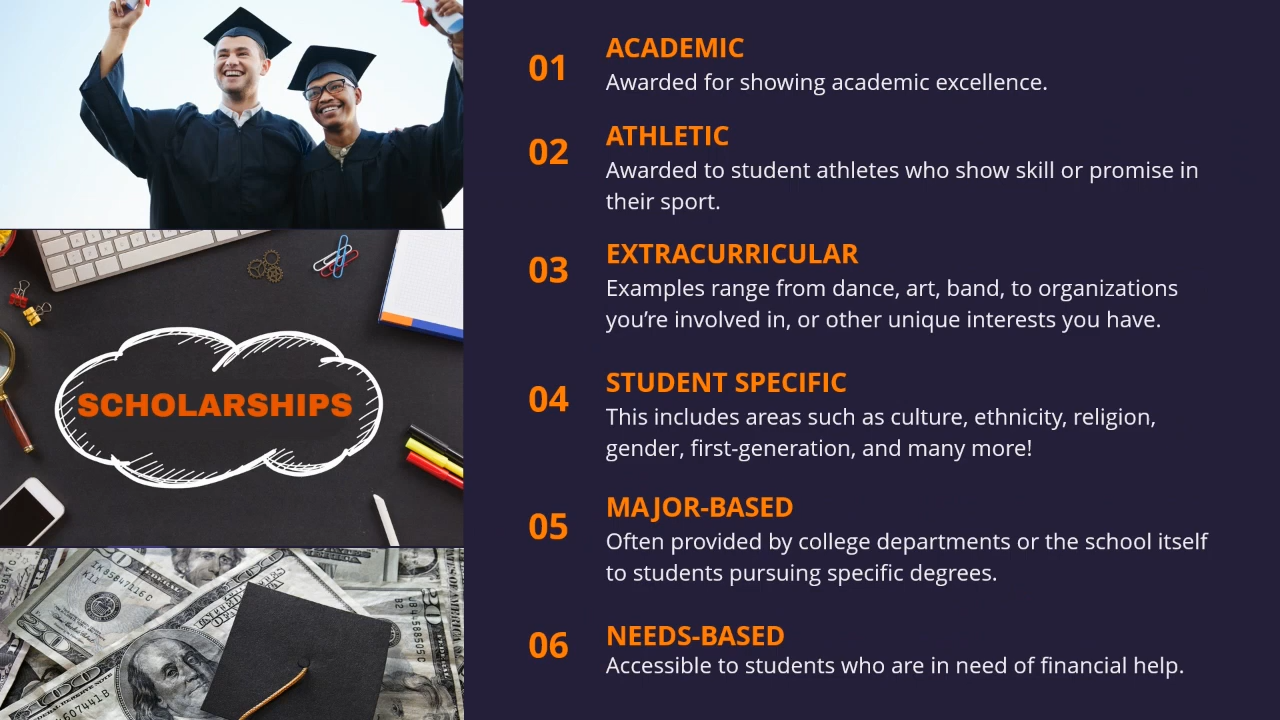 01
ACADEMIC
Awarded for showing academic excellence.
02
ATHLETIC
Awarded to student athletes who show skill or promise in
their sport.
03
EXTRACURRICULAR
Examples range from dance, art, band, to organizations
you’re involved in, or other unique interests you have.
04
STUDENT SPECIFIC
This includes areas such as culture, ethnicity, religion,
gender, first-generation, and many more!
05
MAJOR-BASED
Often provided by college departments or the school itself
to students pursuing specific degrees.
06
NEEDS-BASED
Accessible to students who are in need of financial help.
SCHOLARSHIPS